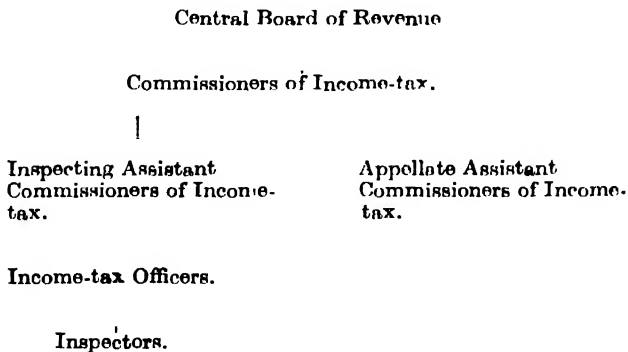 Central Board of Revenue
Commissioners of Income-tax.
Inspecting Assistant
Commissioners of Income-
tax.
Appellate Assistant
Commissioners of Income-
tax.
Income-tax Officers.
Inspectors.